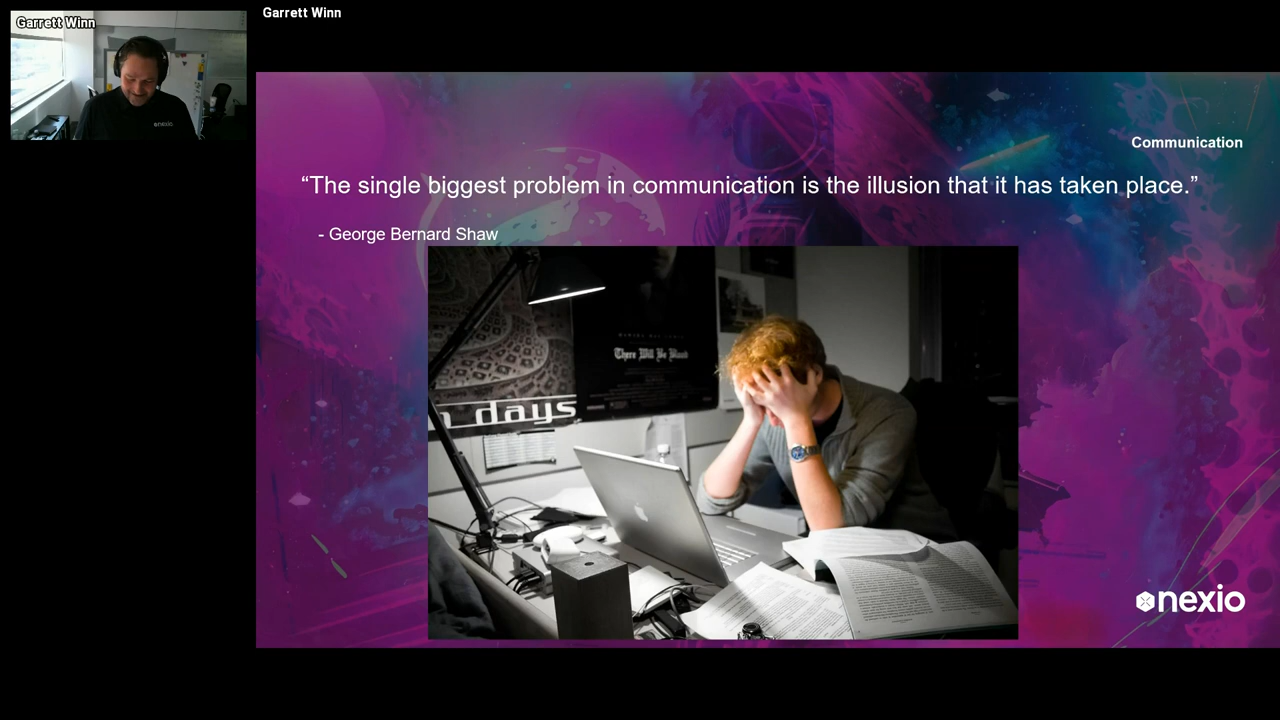 Garrett Winn
Garrett Winn
Communication
“The single biggest problem in communication is the illusion that it has taken place.”
- George Bernard Shaw
There Will Be Blood
days
nexio
nexio